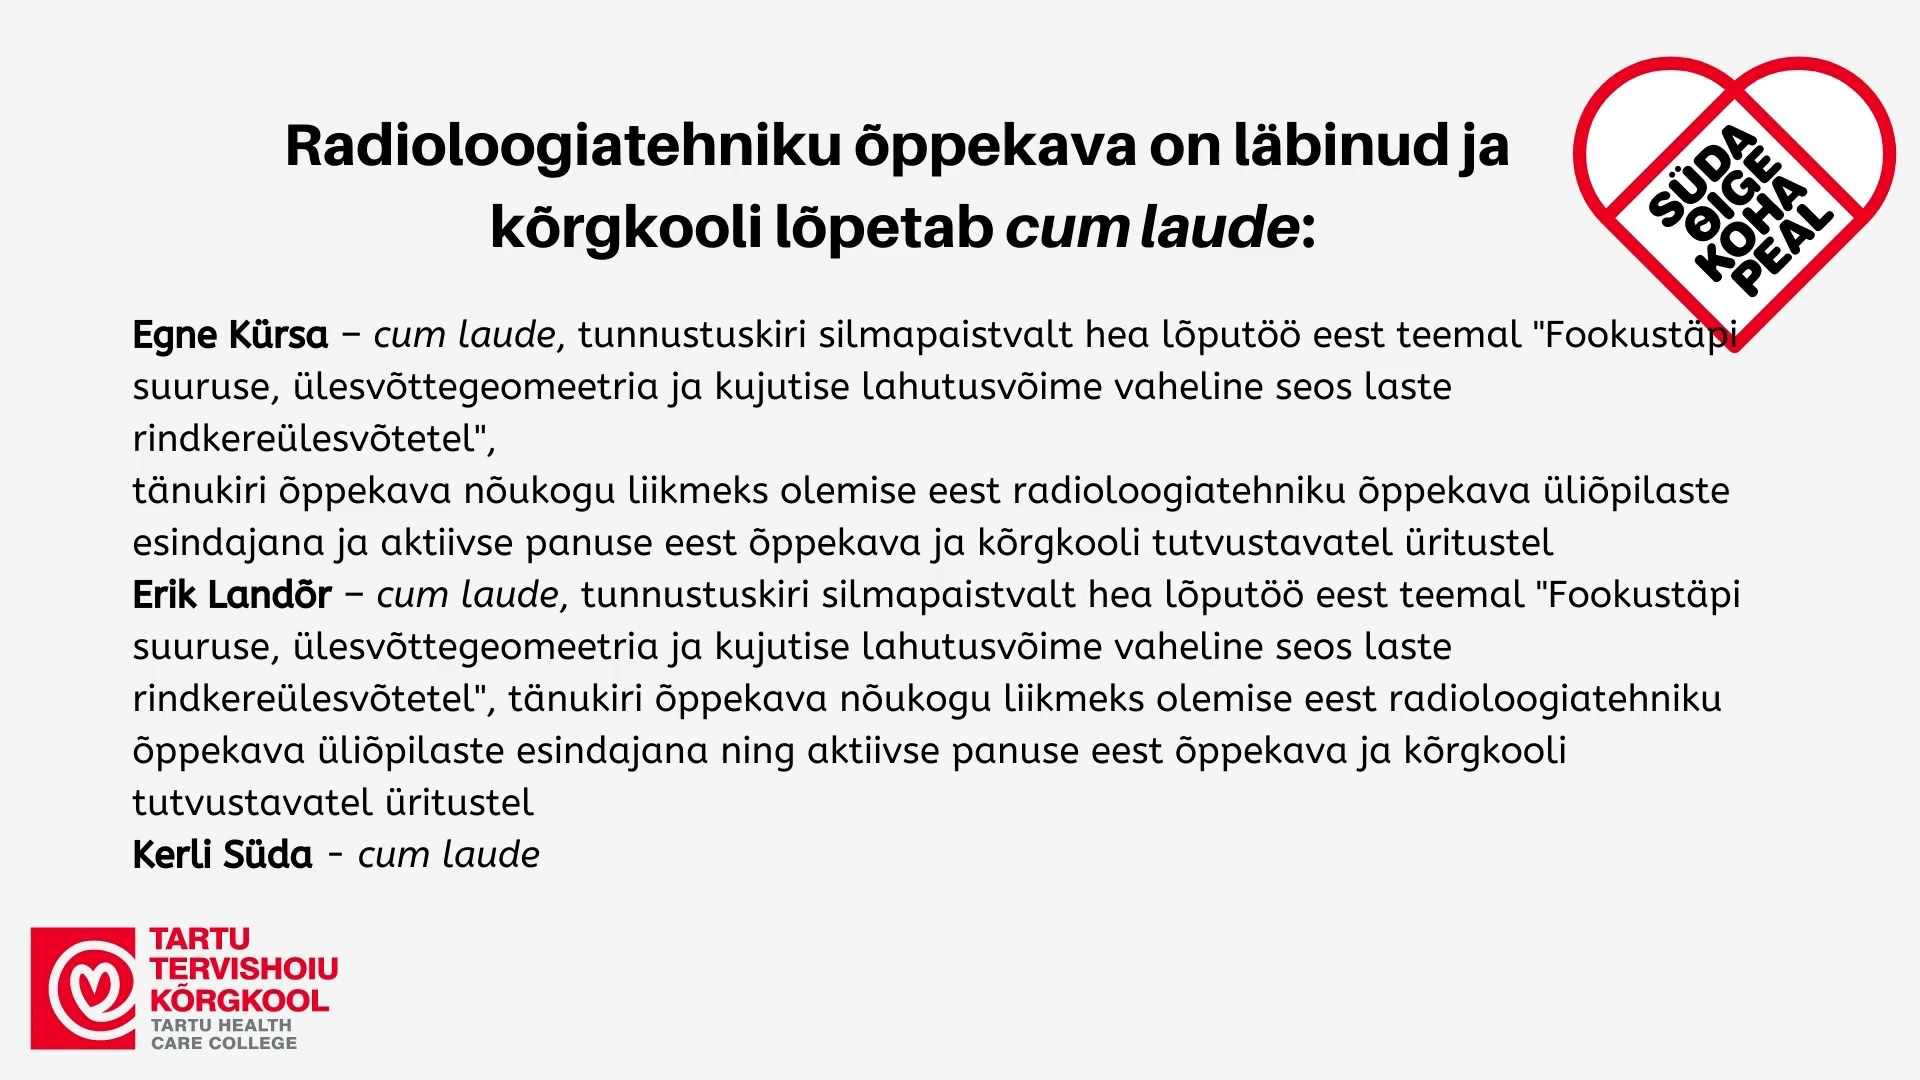 Radioloogiatehniku õppekava on läbinud ja
kõrgkooli lõpetab cum laude:
SÜDA
ÕIGE
KOHA
PEAL
Egne Kürsa – cum laude, tunnustuskiri silmapaistvalt hea lõputöö eest teemal "Fookustäpi
suuruse, ülesvõttegeomeetria ja kujutise lahutusvõime vaheline seos laste
rindkereülesvõtetel",
tänukiri õppekava nõukogu liikmeks olemise eest radioloogiatehniku õppekava üliõpilaste
esindajana ja aktiivse panuse eest õppekava ja kõrgkooli tutvustavatel üritustel
Erik Landõr – cum laude, tunnustuskiri silmapaistvalt hea lõputöö eest teemal "Fookustäpi
suuruse, ülesvõttegeomeetria ja kujutise lahutusvõime vaheline seos laste
rindkereülesvõtetel", tänukiri õppekava nõukogu liikmeks olemise eest radioloogiatehniku
õppekava üliõpilaste esindajana ning aktiivse panuse eest õppekava ja kõrgkooli
tutvustavatel üritustel
Kerli Süda - cum laude
TARTU
TERVISHOIU
KÕRGKOOL
TARTU HEALTH
CARE COLLEGE